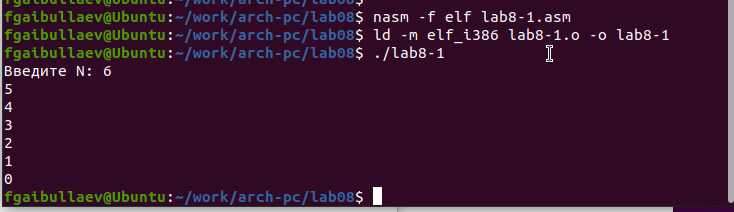 fgaibullaev@Ubuntu:~/work/arch-pc/lab08$ nasm -f elf lab8-1.asm
fgaibullaev@Ubuntu:~/work/arch-pc/lab08$ ld -m elf_i386 lab8-1.o -o lab8-1
fgaibullaev@Ubuntu:~/work/arch-pc/lab08$ ./lab8-1
Введите N: 6
5
4
3
2
1
0
fgaibullaev@Ubuntu:~/work/arch-pc/lab08$